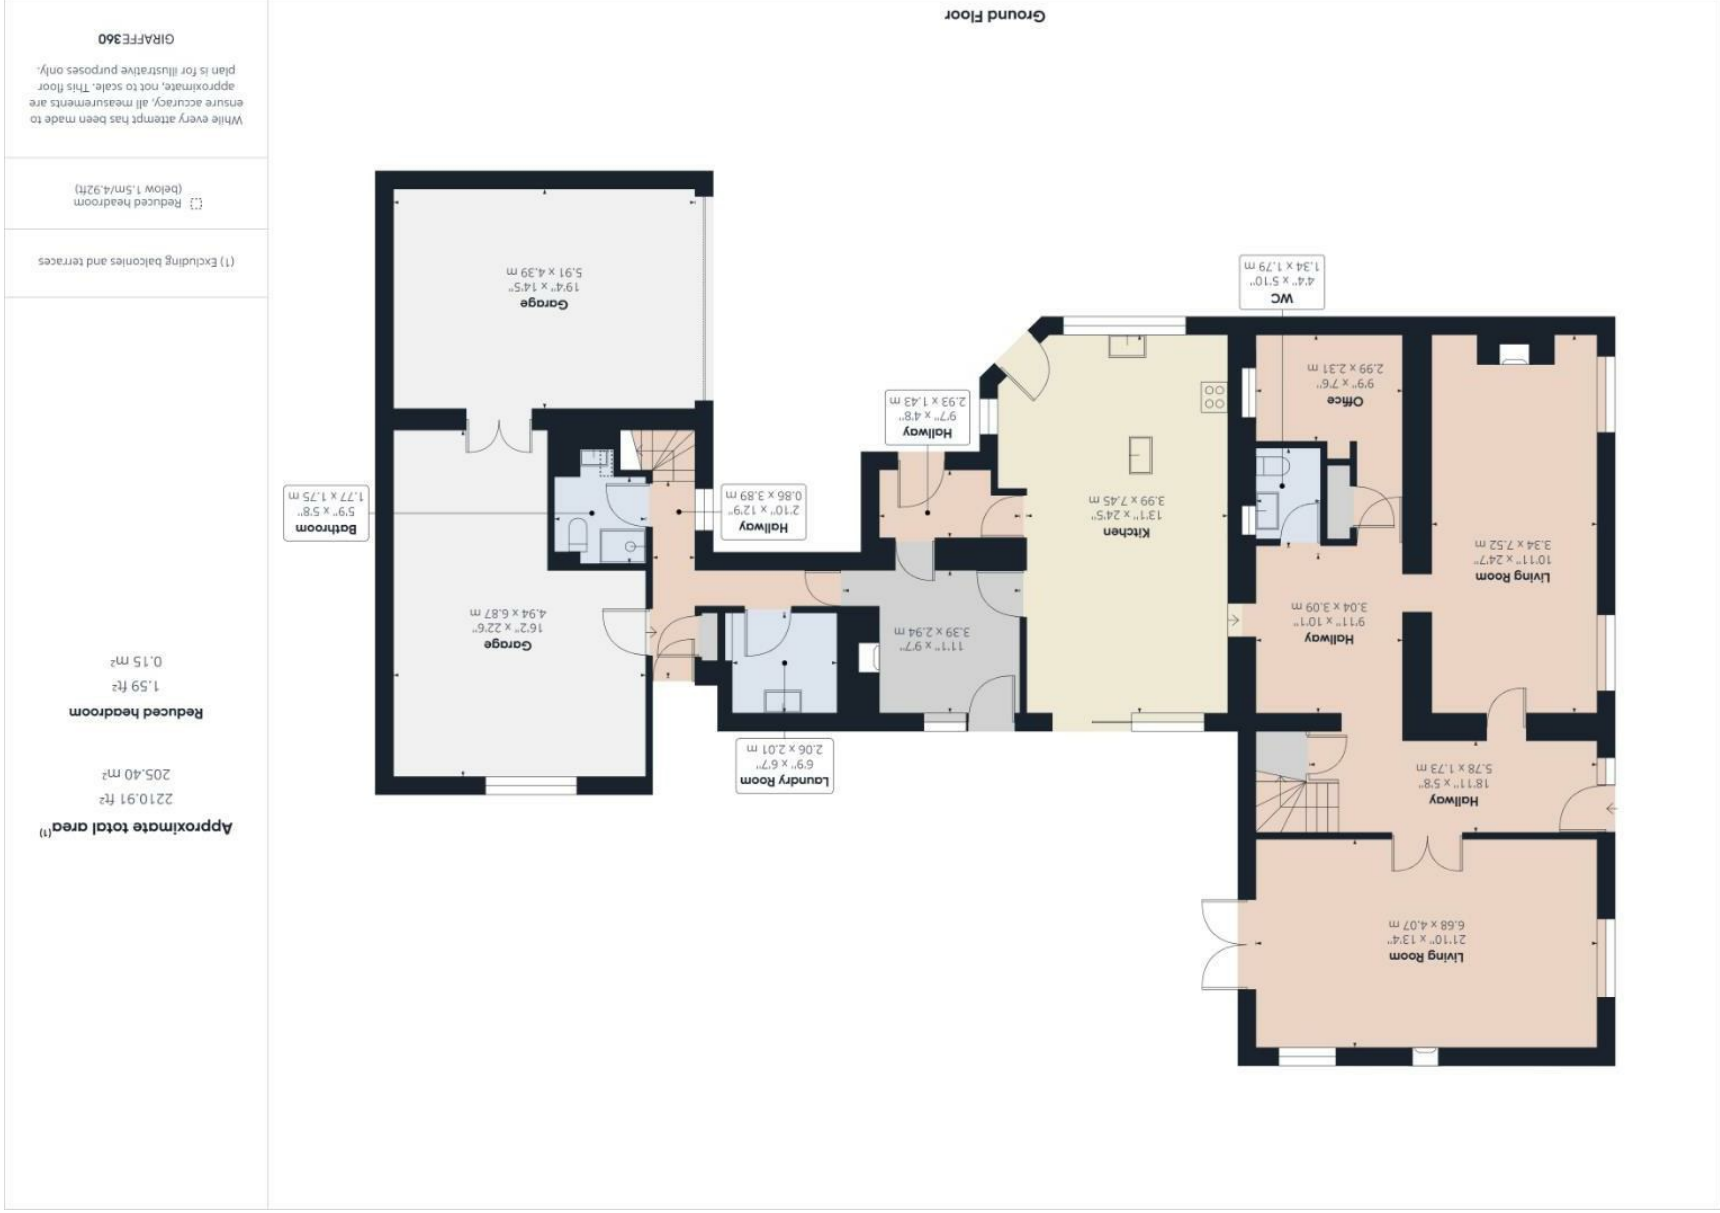 Living Room
21'10" x 13'4"
6.68 x 4.07 m
Hallway
18'11" x 5'8"
5.78 x 1.73 m
Laundry Room
6'9" x 6'7"
2.06 x 2.01 m
Hallway
9'11" x 10'1"
3.04 x 3.09 m
11'1" x 9'7"
3.39 x 2.94 m
Garage
16'2" x 22'6"
4.94 x 6.87 m
Living Room
10'11" x 24'7"
3.34 x 7.52 m
Kitchen
13'1" x 24'5"
3.99 x 7.45 m
Hallway
2'10" x 12'9"
0.86 x 3.89 m
Bathroom
5'9" x 5'8"
1.77 x 1.75 m
Hallway
9'7" x 4'8"
2.93 x 1.43 m
Office
9'9" x 7'6"
2.99 x 2.31 m
WC
4'4" x 5'10"
1.34 x 1.79 m
Garage
19'4" x 14'5"
5.91 x 4.39 m
Ground Floor
Approximate total area(1)
2210.91 ft²
205.40 m²
Reduced headroom
1.59 ft²
0.15 m²
(1) Excluding balconies and terraces
Reduced headroom
(below 1.5m/4.92ft)
While every attempt has been made to
ensure accuracy, all measurements are
approximate, not to scale. This floor
plan is for illustrative purposes only.
GIRAFFE360